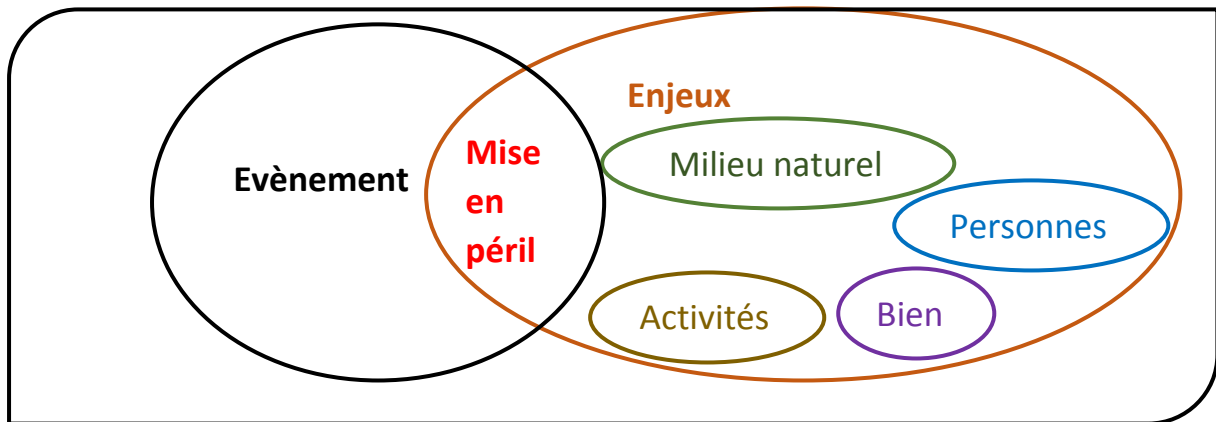 Enjeux
Evènement
Mise
en
péril
Milieu naturel
Personnes
Activités
Bien